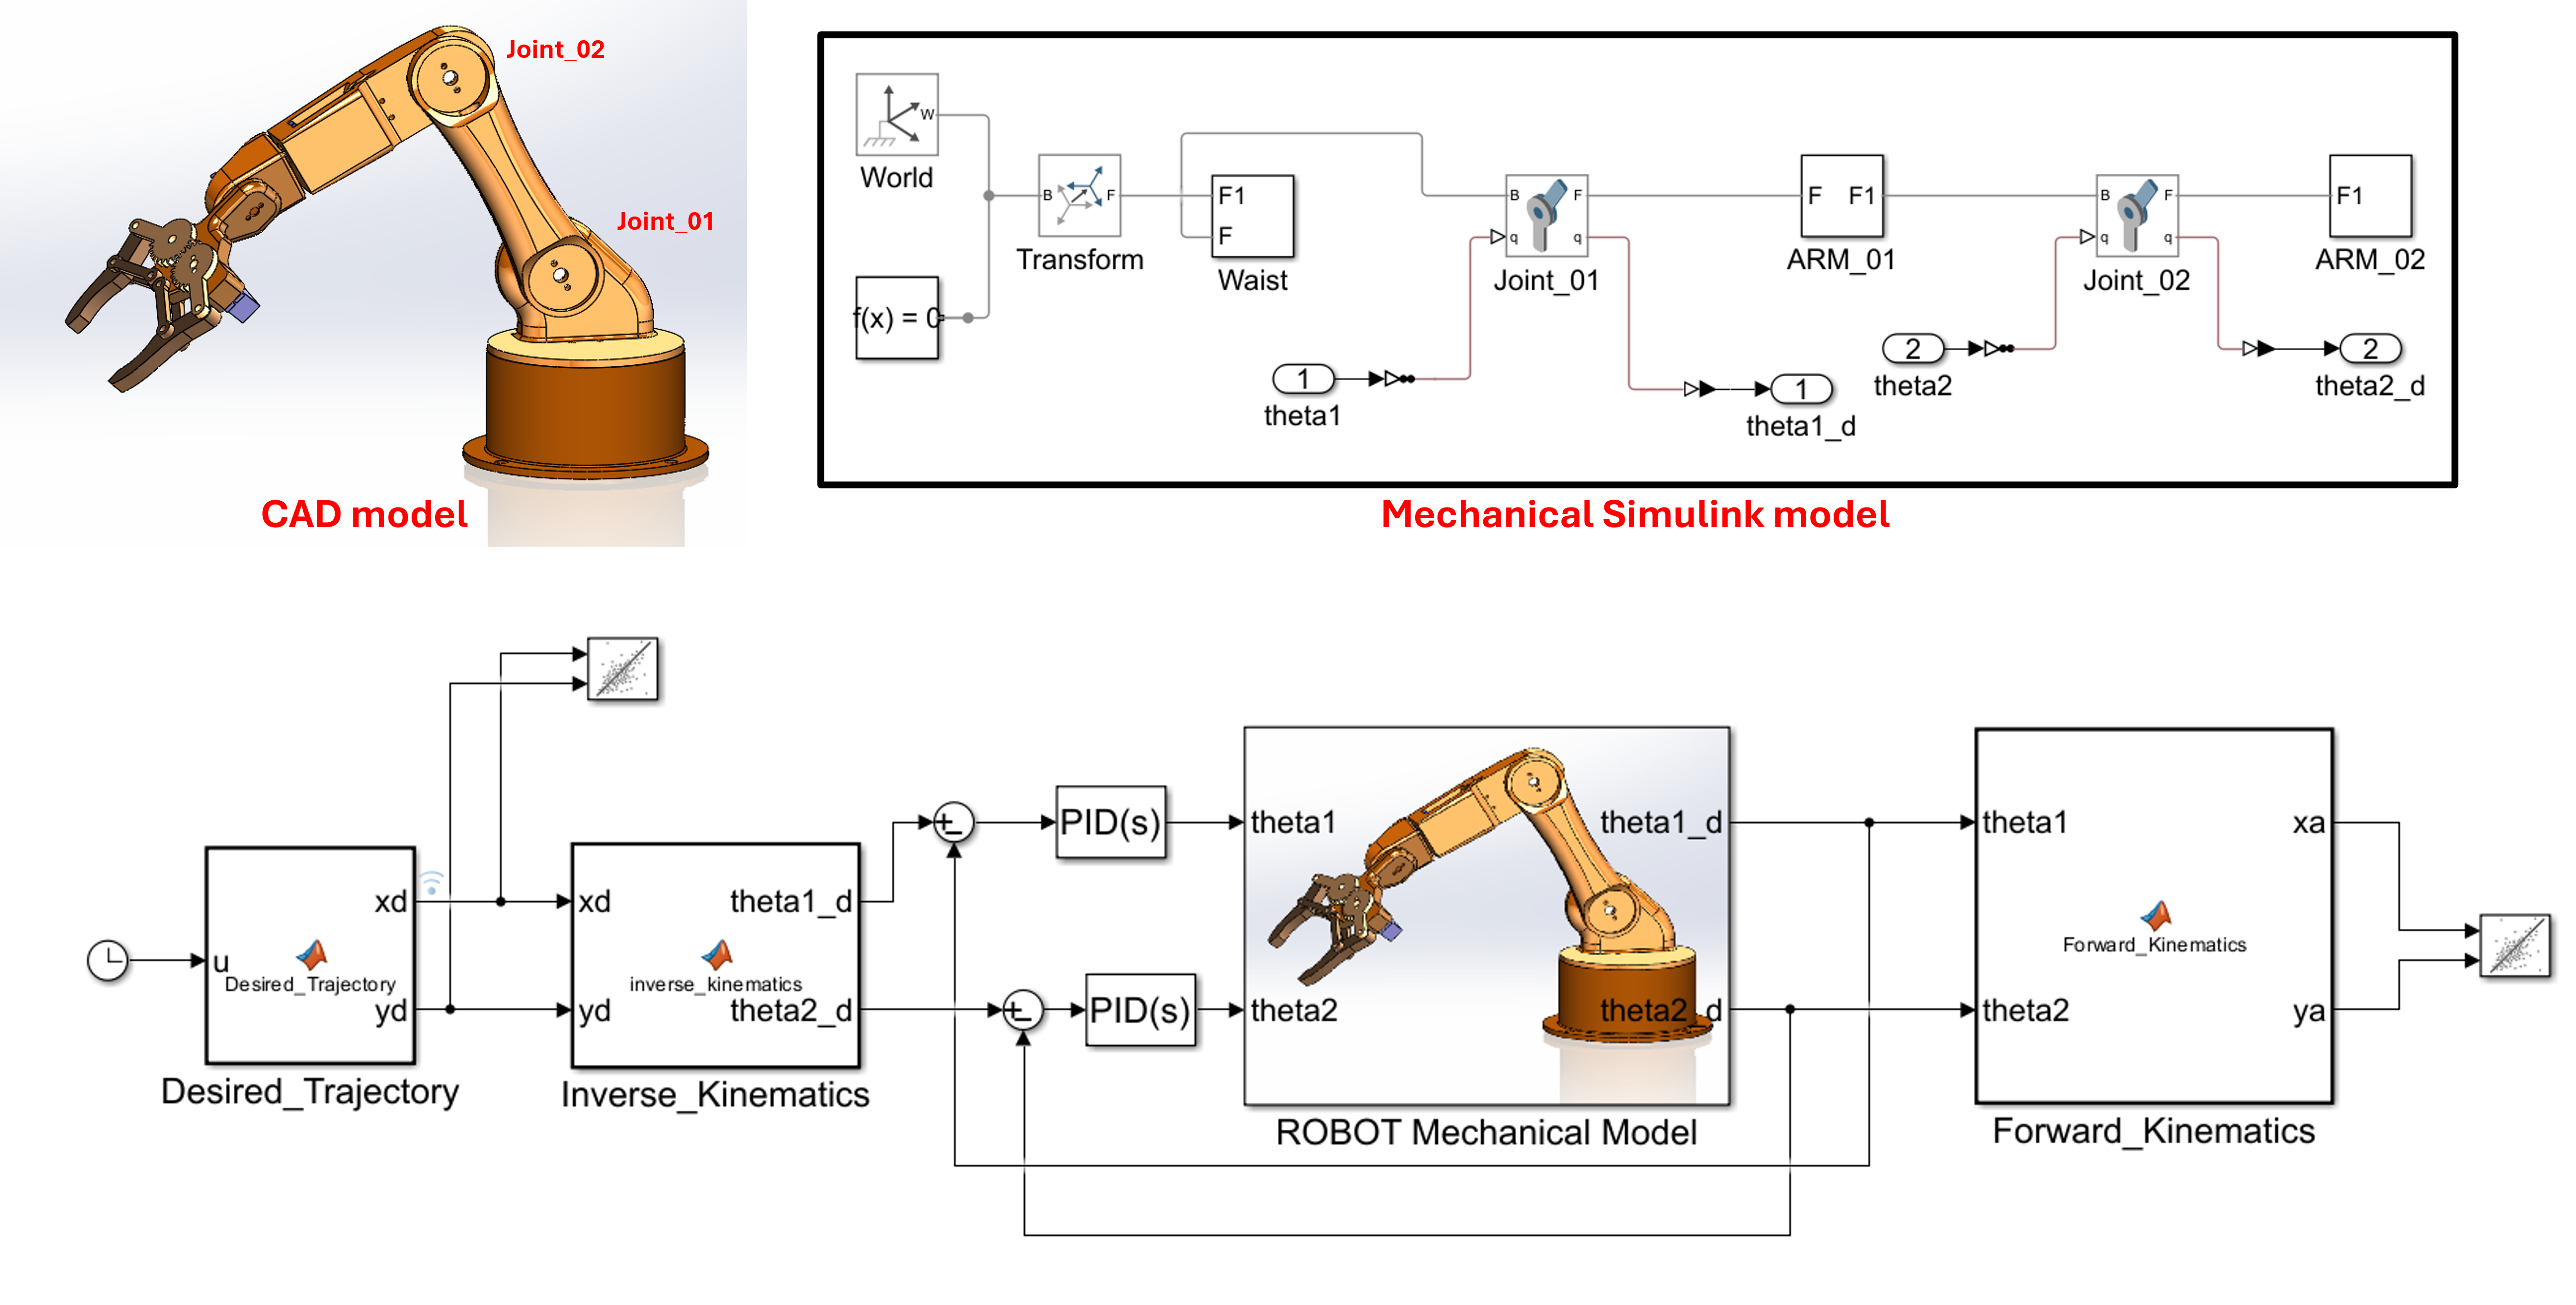 Joint_02
Joint_01
CAD model
World
W
f(x) = 0
B
F
Transform
F1
F
Waist
B
F
q
q
Joint_01
F
F1
ARM_01
B
F
q
q
Joint_02
F1
ARM_02
1
theta1
1
theta1_d
2
theta2
2
theta2_d
Mechanical Simulink model
u
xd
Desired_Trajectory
yd
Desired_Trajectory
xd
theta1_d
inverse_kinematics
yd
theta2_d
Inverse_Kinematics
PID(s)
PID(s)
theta1
theta1_d
theta2
theta2_d
ROBOT Mechanical Model
theta1
xa
Forward_Kinematics
theta2
ya
Forward_Kinematics